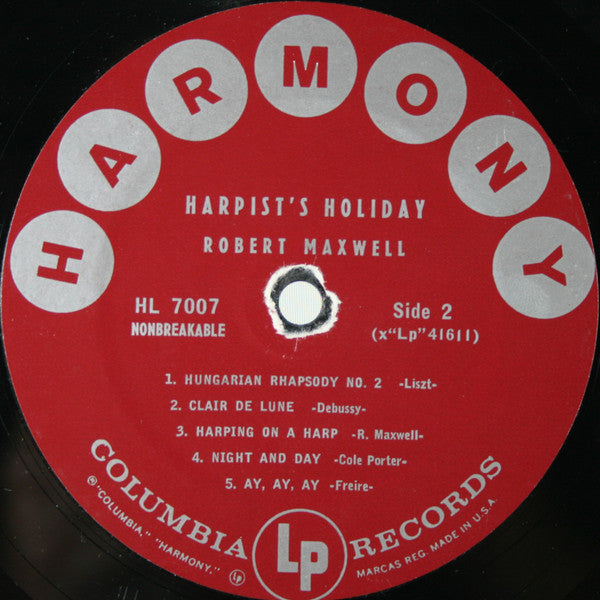 HARMONY
HARPIST'S HOLIDAY
ROBERT MAXWELL
HL 7007
NONBREAKABLE
Side 2
(x“Lp”41611)
1. HUNGARIAN RHAPSODY NO. 2 -Liszt-
2. CLAIR DE LUNE -Debussy-
3. HARPING ON A HARP -R. Maxwell-
4. NIGHT AND DAY -Cole Porter-
5. AY, AY, AY -Freire-
COLUMBIA Lp RECORDS
® "COLUMBIA," "HARMONY," Lp MARCAS REG. MADE IN U.S.A.